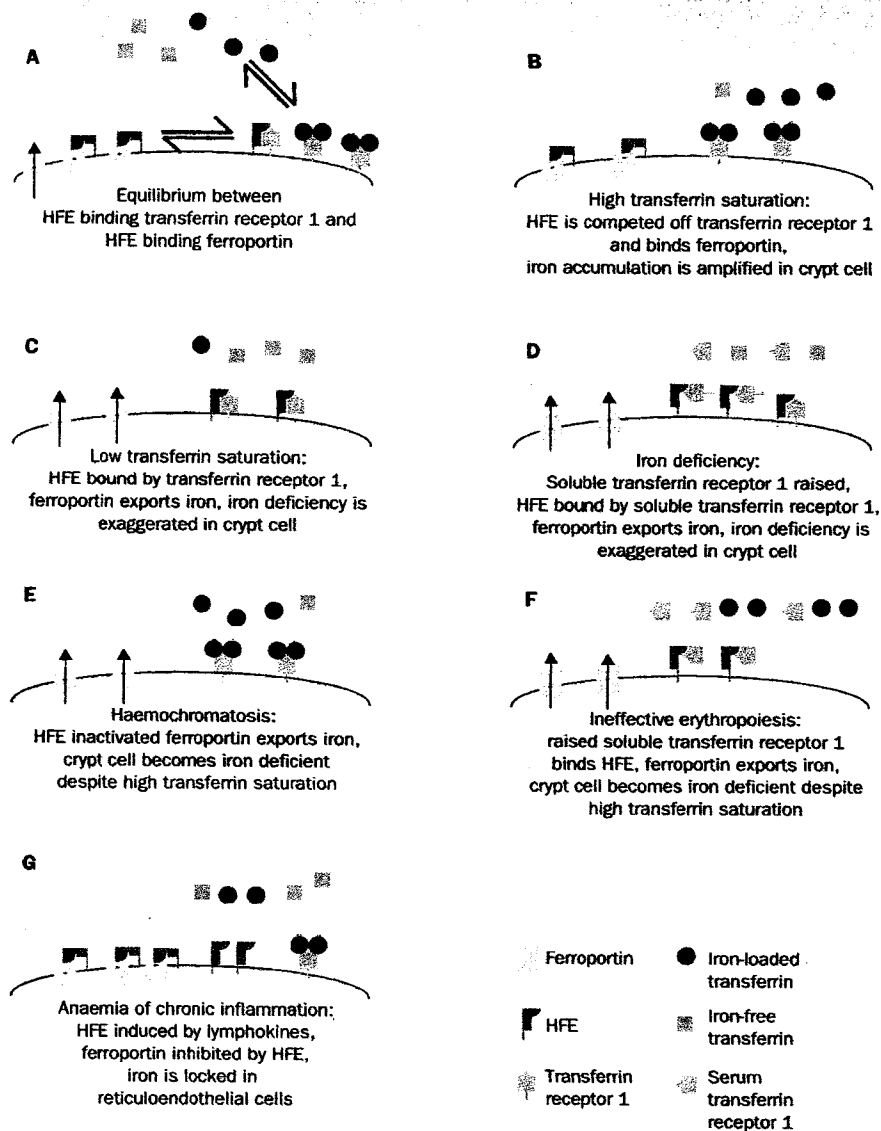 A
Equilibrium between
HFE binding transferrin receptor 1 and
HFE binding ferroportin
B
High transferrin saturation:
HFE is competed off transferrin receptor 1
and binds ferroportin,
iron accumulation is amplified in crypt cell
C
Low transferrin saturation:
HFE bound by transferrin receptor 1,
ferroportin exports iron, iron deficiency is
exaggerated in crypt cell
D
Iron deficiency:
Soluble transferrin receptor 1 raised,
HFE bound by soluble transferrin receptor 1,
ferroportin exports iron, iron deficiency is
exaggerated in crypt cell
E
Haemochromatosis:
HFE inactivated ferroportin exports iron,
crypt cell becomes iron deficient
despite high transferrin saturation
F
Ineffective erythropoiesis:
raised soluble transferrin receptor 1
binds HFE, ferroportin exports iron,
crypt cell becomes iron deficient despite
high transferrin saturation
G
Anaemia of chronic inflammation:
HFE induced by lymphokines,
ferroportin inhibited by HFE,
iron is locked in
reticuloendothelial cells
Ferroportin
HFE
Transferrin
receptor 1
Iron-loaded
transferrin
Iron-free
transferrin
Serum
transferrin
receptor 1